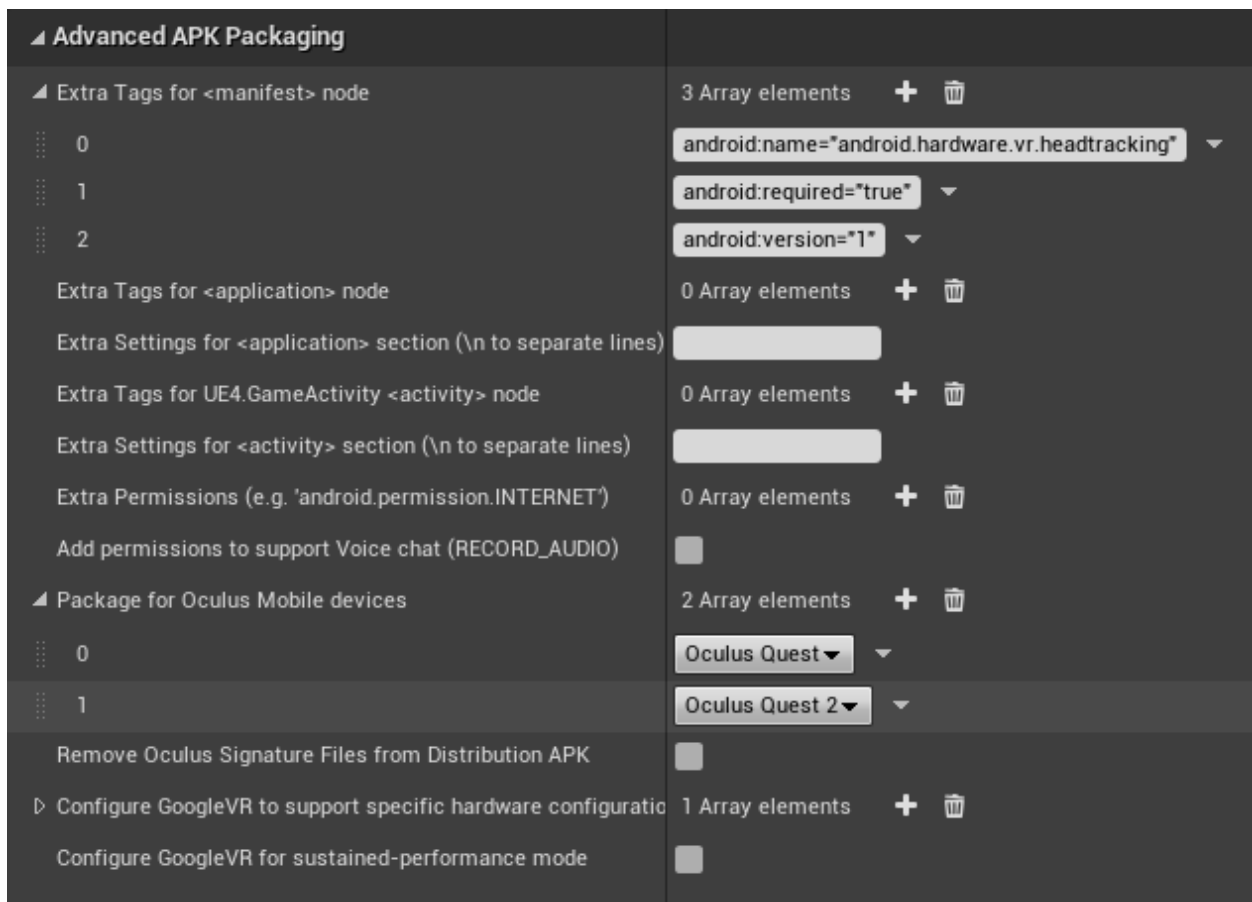 Advanced APK Packaging
Extra Tags for <manifest> node 3 Array elements
0 android:name="android.hardware.vr.headtracking"
1 android:required="true"
2 android:version="1"
Extra Tags for <application> node 0 Array elements
Extra Settings for <application> section (\n to separate lines)
Extra Tags for UE4.GameActivity <activity> node 0 Array elements
Extra Settings for <activity> section (\n to separate lines)
Extra Permissions (e.g. 'android.permission.INTERNET') 0 Array elements
Add permissions to support Voice chat (RECORD_AUDIO)
Package for Oculus Mobile devices 2 Array elements
0 Oculus Quest
1 Oculus Quest 2
Remove Oculus Signature Files from Distribution APK
Configure GoogleVR to support specific hardware configuratio 1 Array elements
Configure GoogleVR for sustained-performance mode